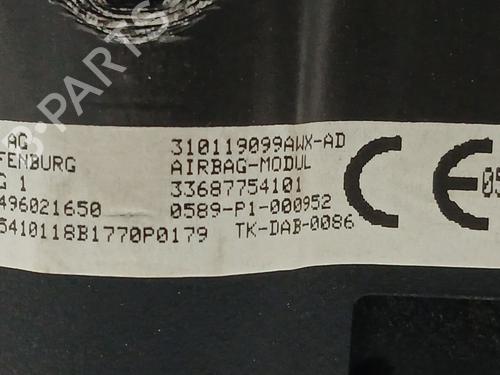 B-PARTS
AG 310119099AWX-AD
FENBURG AIRBAG-MODUL
G 1 33687754101
496021650 0589-P1-000952
5410118B1770P0179 TK-DAB-0086
CE 05